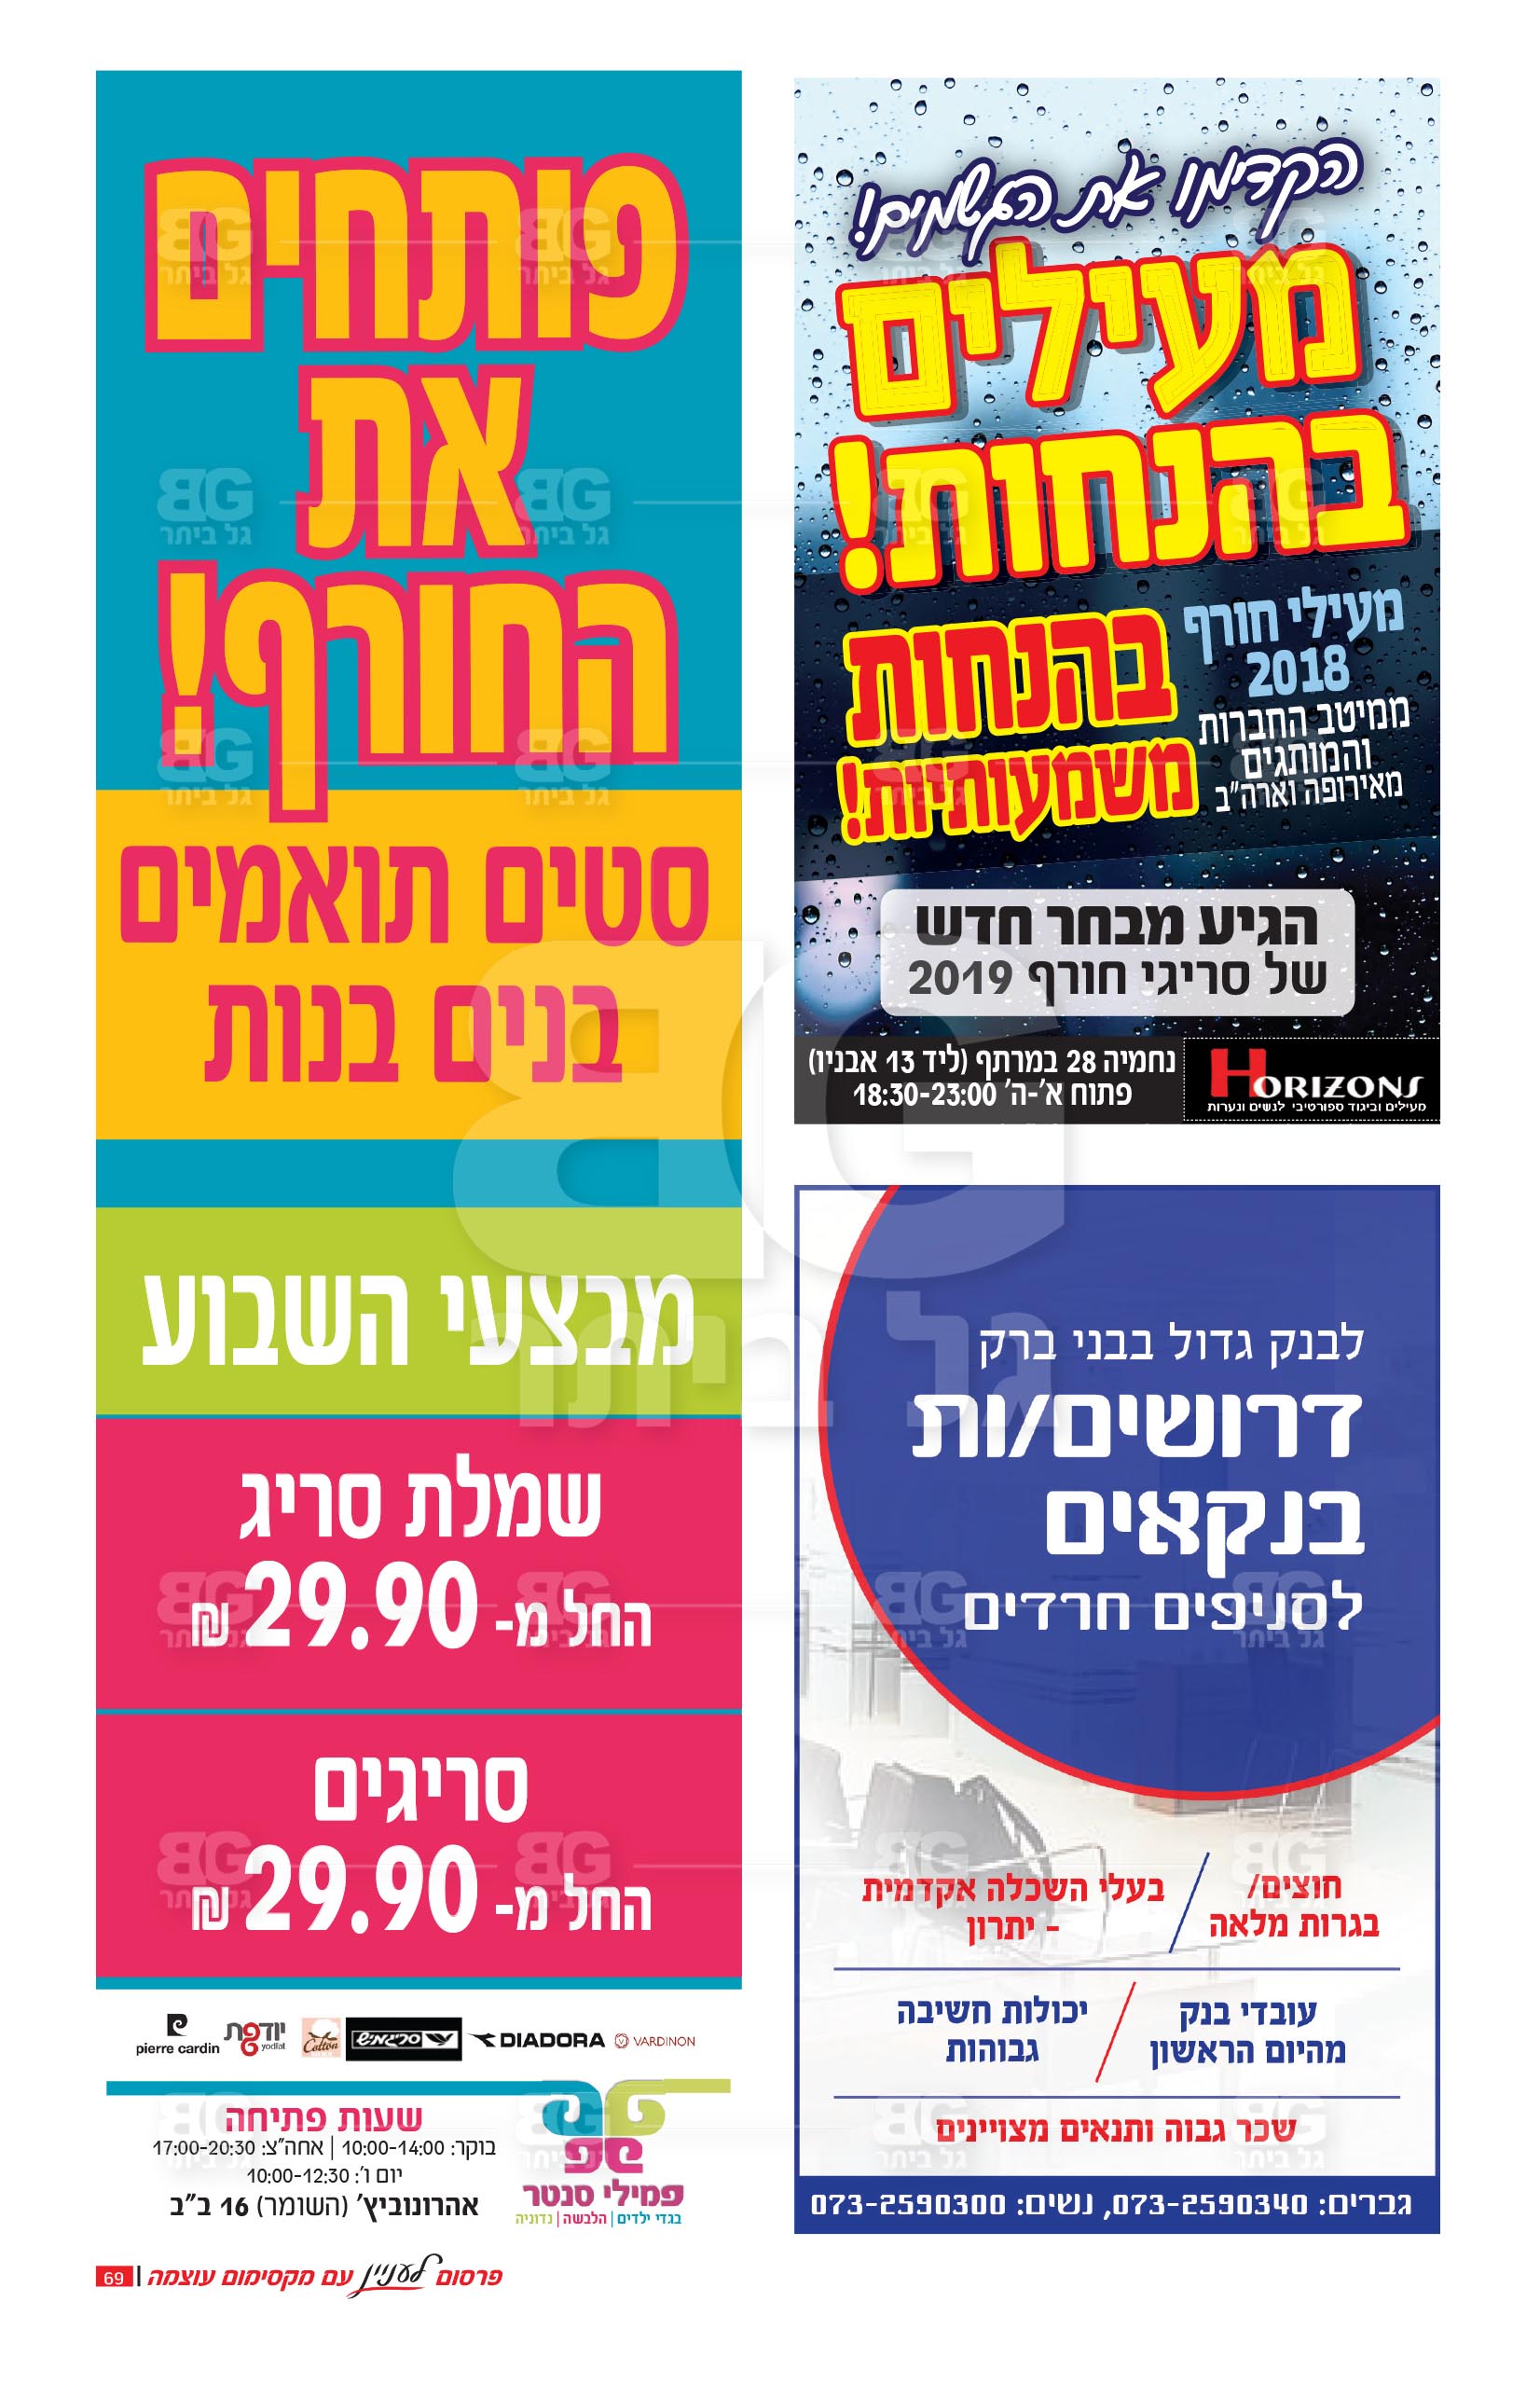 הקדימו את הגשמים!
מעילים
בהנחות!
מעילי חורף
2018
ממיטב החברות
והמותגים
מאירופה וארה"ב
בהנחות
משמעותיות!
הגיע מבחר חדש
של סריגי חורף 2019
HORIZONS
מעילים וביגוד ספורטיבי לנשים ונערות
נחמיה 28 במרתף (ליד 13 אבניו)
פתוח א'-ה' 18:30-23:00
לבנק גדול בבני ברק
דרושים/ות
בנקאים
לסניפים חרדים
חוצים/
בגרות מלאה
בעלי השכלה אקדמית
- יתרון
עובדי בנק
מהיום הראשון
יכולות חשיבה
גבוהות
שכר גבוה ותנאים מצויינים
גברים: 073-2590340, נשים: 073-2590300
פותחים
את
החורף!
סטים תואמים
בנים בנות
מבצעי השבוע
שמלת סריג
החל מ- 29.90 ₪
סריגים
החל מ- 29.90 ₪
VARDINON
DIADORA
סליגמיש
Cotton
יודפת
yodfat
pierre cardin
פמילי סנטר
בגדי ילדים | הלבשה | נדוניה
שעות פתיחה
בוקר: 10:00-14:00 | אחה"צ: 17:00-20:30
יום ו': 10:00-12:30
אהרונוביץ' (השומר) 16 ב"ב
פרסום לעניין עם מקסימום עוצמה | 69
BG
גל ביתר